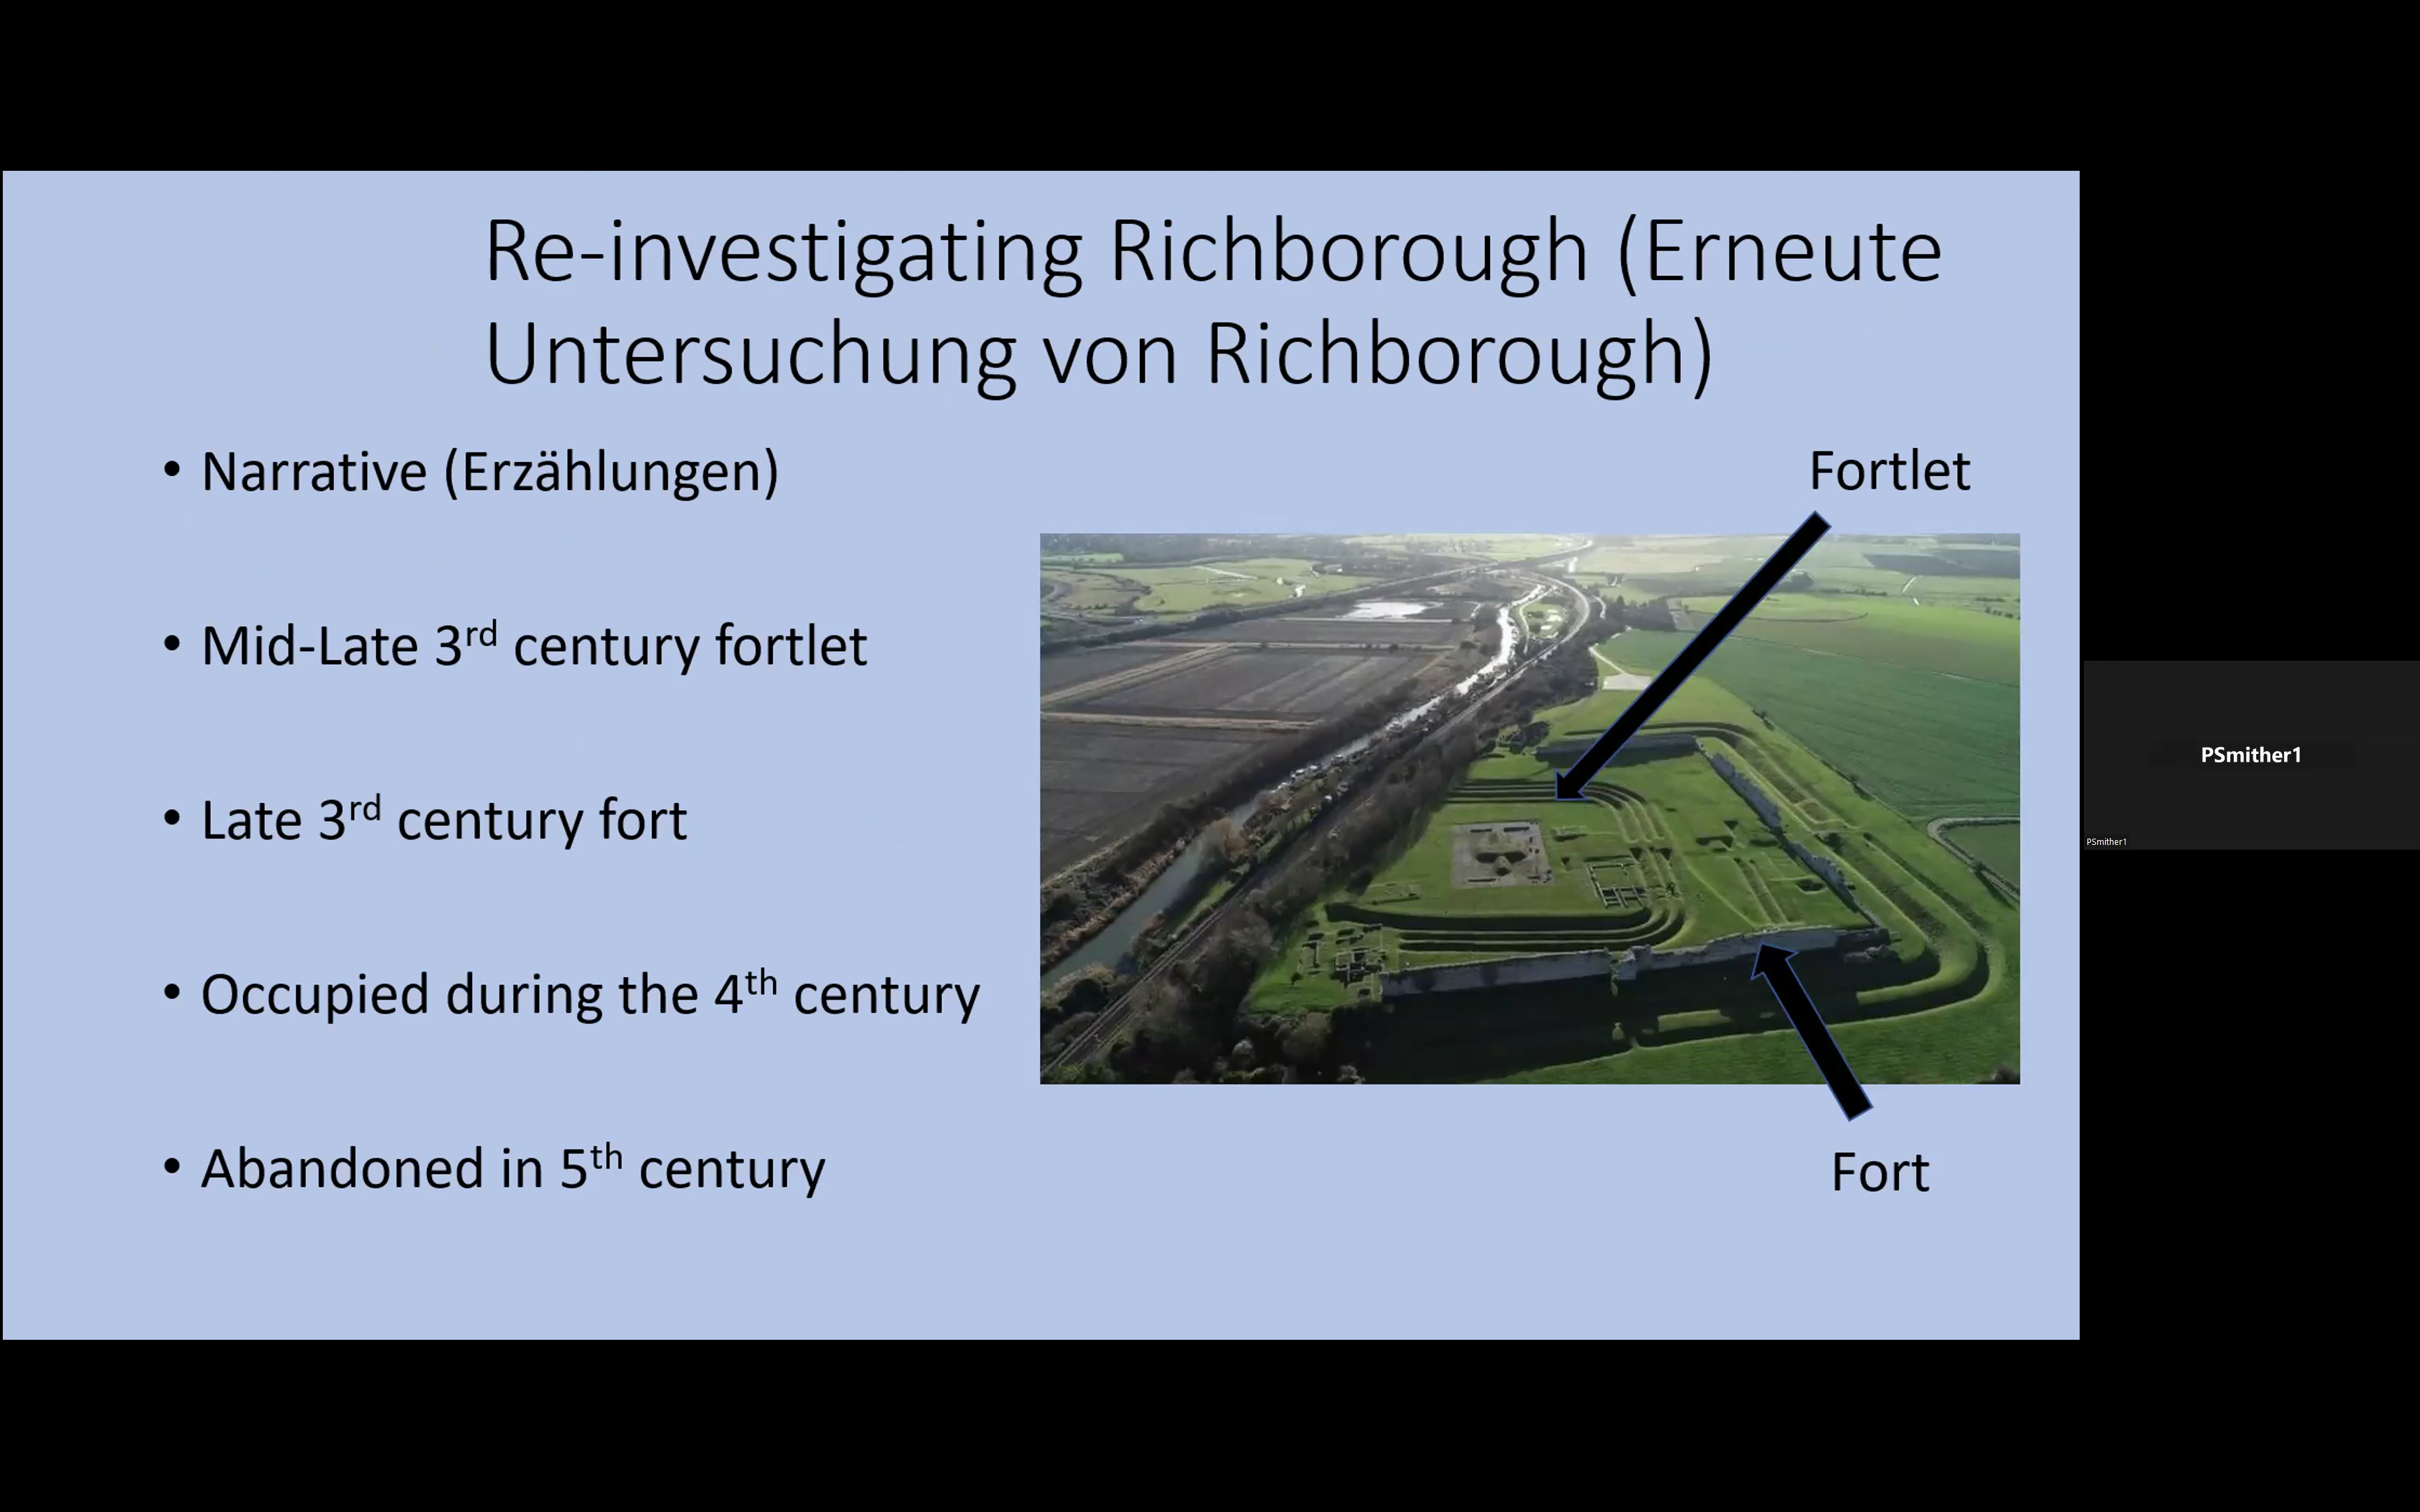 Re-investigating Richborough (Erneute
Untersuchung von Richborough)
• Narrative (Erzählungen)
• Mid-Late 3rd century fortlet
• Late 3rd century fort
• Occupied during the 4th century
• Abandoned in 5th century
Fortlet
Fort
PSmither1
PSmither1